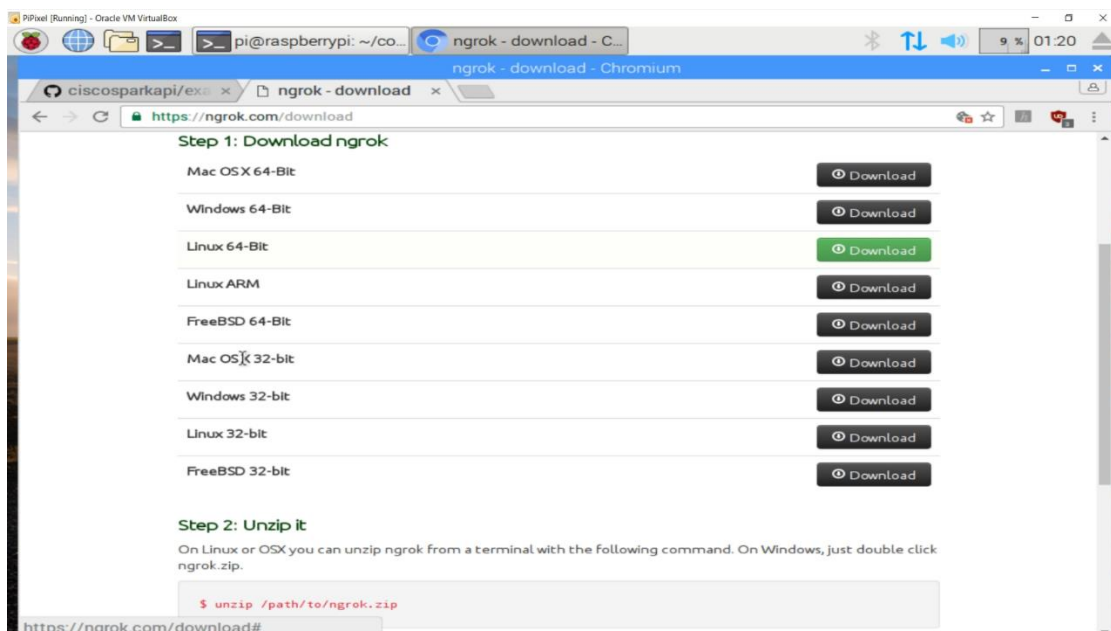 PiPixel [Running] - Oracle VM VirtualBox
pi@raspberrypi: ~/co... ngrok - download - C... 9 % 01:20
ngrok - download - Chromium
ciscosparkapi/exa × ngrok - download ×
https://ngrok.com/download
Step 1: Download ngrok
Mac OS X 64-Bit Download
Windows 64-Bit Download
Linux 64-Bit Download
Linux ARM Download
FreeBSD 64-Bit Download
Mac OSX 32-bit Download
Windows 32-bit Download
Linux 32-bit Download
FreeBSD 32-bit Download
Step 2: Unzip it
On Linux or OSX you can unzip ngrok from a terminal with the following command. On Windows, just double click
ngrok.zip.
$ unzip /path/to/ngrok.zip
https://ngrok.com/download#